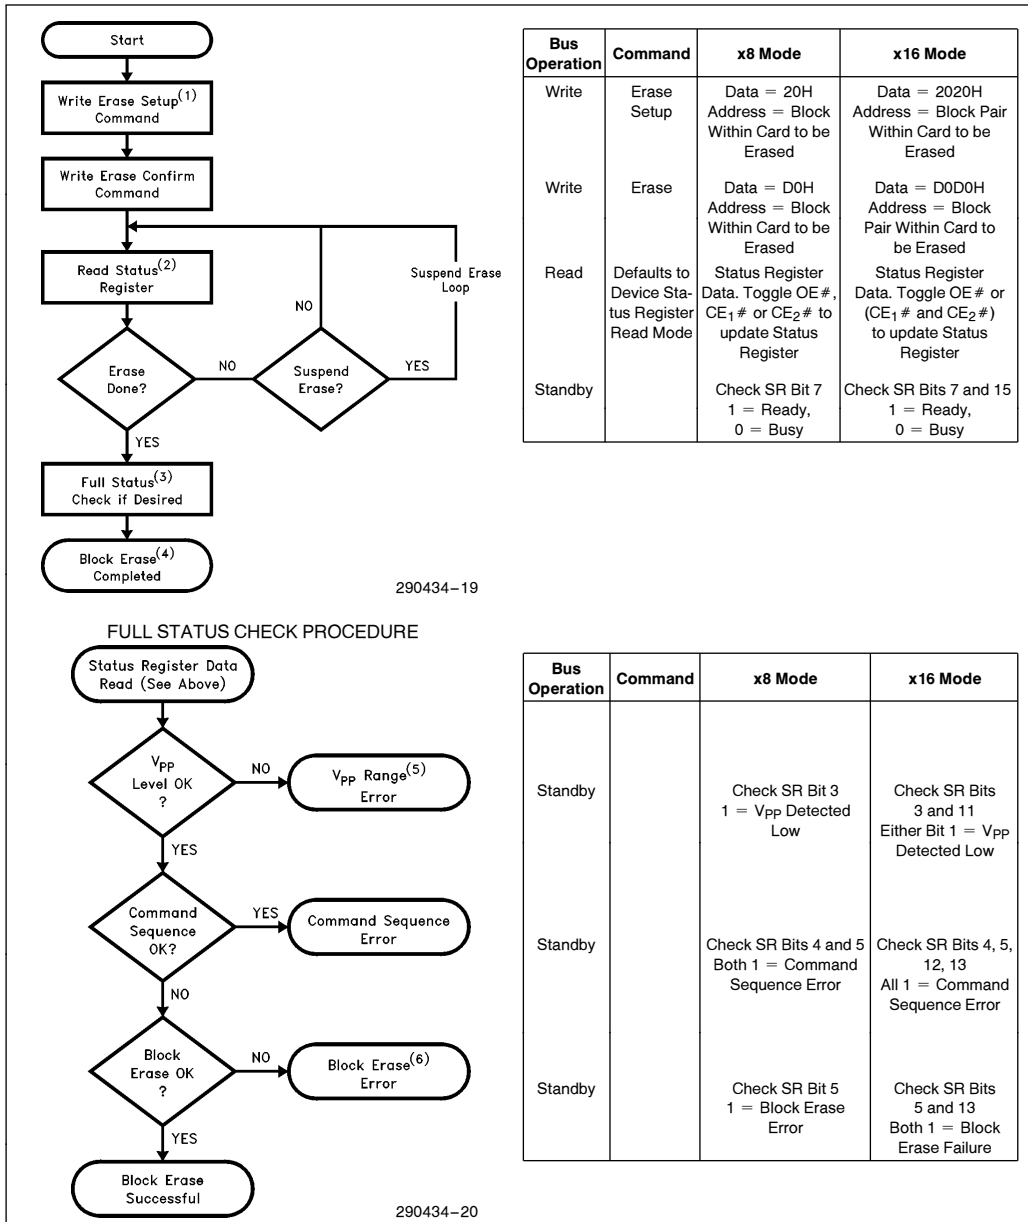 Start
Write Erase Setup(1)
Command
Write Erase Confirm
Command
Read Status(2)
Register
Suspend Erase
Loop
NO
Erase
Done?
NO
Suspend
Erase?
YES
YES
Full Status(3)
Check if Desired
Block Erase(4)
Completed
290434–19
Bus
Operation
Command
x8 Mode
x16 Mode
Write
Erase
Setup
Data = 20H
Address = Block
Within Card to be
Erased
Data = 2020H
Address = Block Pair
Within Card to be
Erased
Write
Erase
Data = D0H
Address = Block
Within Card to be
Erased
Data = D0D0H
Address = Block
Pair Within Card to
be Erased
Read
Defaults to
Device Sta-
tus Register
Read Mode
Status Register
Data. Toggle OE#,
CE1# or CE2# to
update Status
Register
Status Register
Data. Toggle OE# or
(CE1# and CE2#)
to update Status
Register
Standby
Check SR Bit 7
1 = Ready,
0 = Busy
Check SR Bits 7 and 15
1 = Ready,
0 = Busy
FULL STATUS CHECK PROCEDURE
Status Register Data
Read (See Above)
VPP
Level OK
?
NO
VPP Range(5)
Error
YES
Command
Sequence
OK?
YES
Command Sequence
Error
NO
Block
Erase OK
?
NO
Block Erase(6)
Error
YES
Block Erase
Successful
290434–20
Bus
Operation
Command
x8 Mode
x16 Mode
Standby
Check SR Bit 3
1 = VPP Detected
Low
Check SR Bits
3 and 11
Either Bit 1 = VPP
Detected Low
Standby
Check SR Bits 4 and 5
Both 1 = Command
Sequence Error
Check SR Bits 4, 5,
12, 13
All 1 = Command
Sequence Error
Standby
Check SR Bit 5
1 = Block Erase
Error
Check SR Bits
5 and 13
Both 1 = Block
Erase Failure